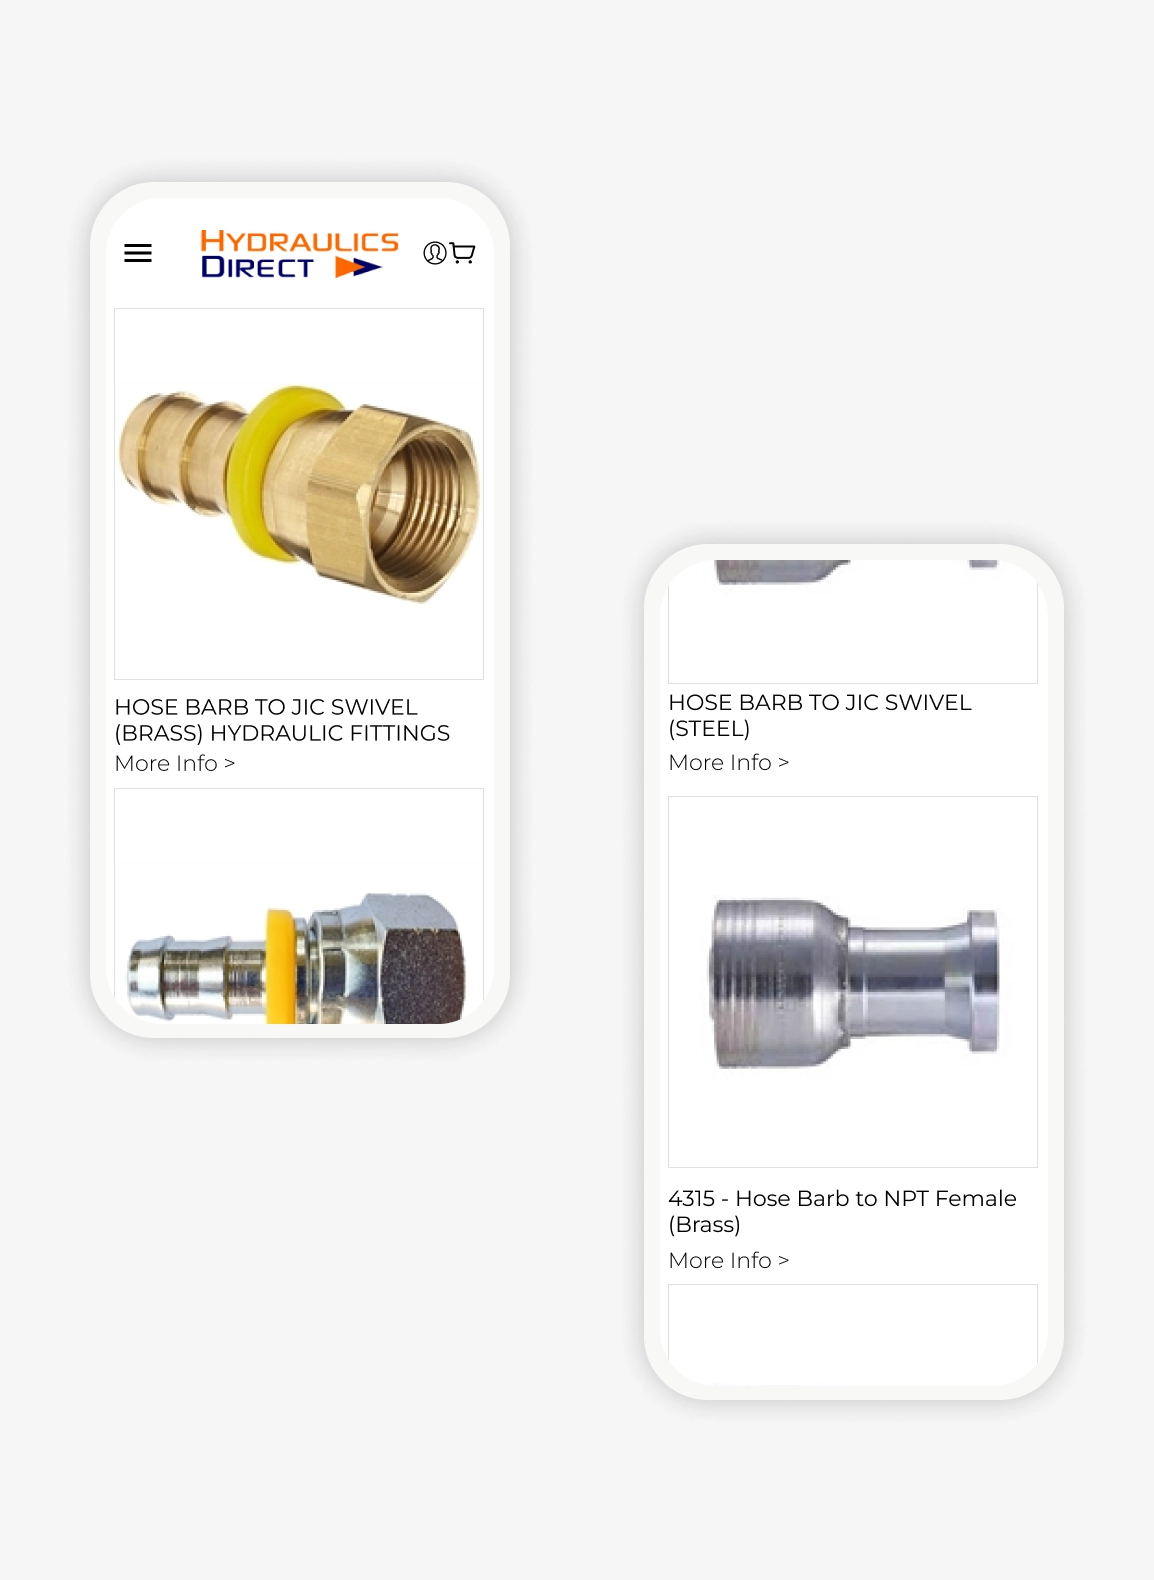 HYDRAULICS
DIRECT
HOSE BARB TO JIC SWIVEL
(BRASS) HYDRAULIC FITTINGS
More Info >
HOSE BARB TO JIC SWIVEL
(STEEL)
More Info >
4315 - Hose Barb to NPT Female
(Brass)
More Info >